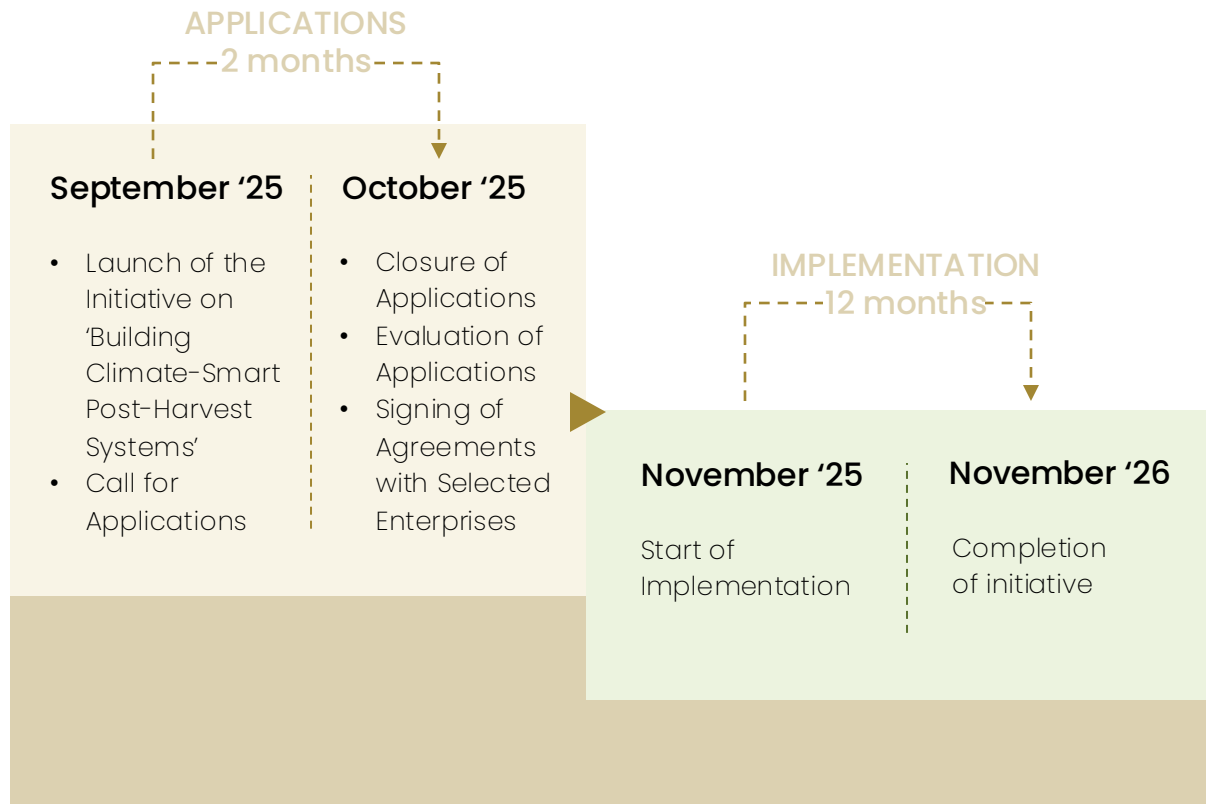 APPLICATIONS
2 months
September ‘25
• Launch of the
Initiative on
‘Building
Climate-Smart
Post-Harvest
Systems’
• Call for
Applications
October ‘25
• Closure of
Applications
• Evaluation of
Applications
• Signing of
Agreements
with Selected
Enterprises
IMPLEMENTATION
12 months
November ‘25
Start of
Implementation
November ‘26
Completion
of initiative